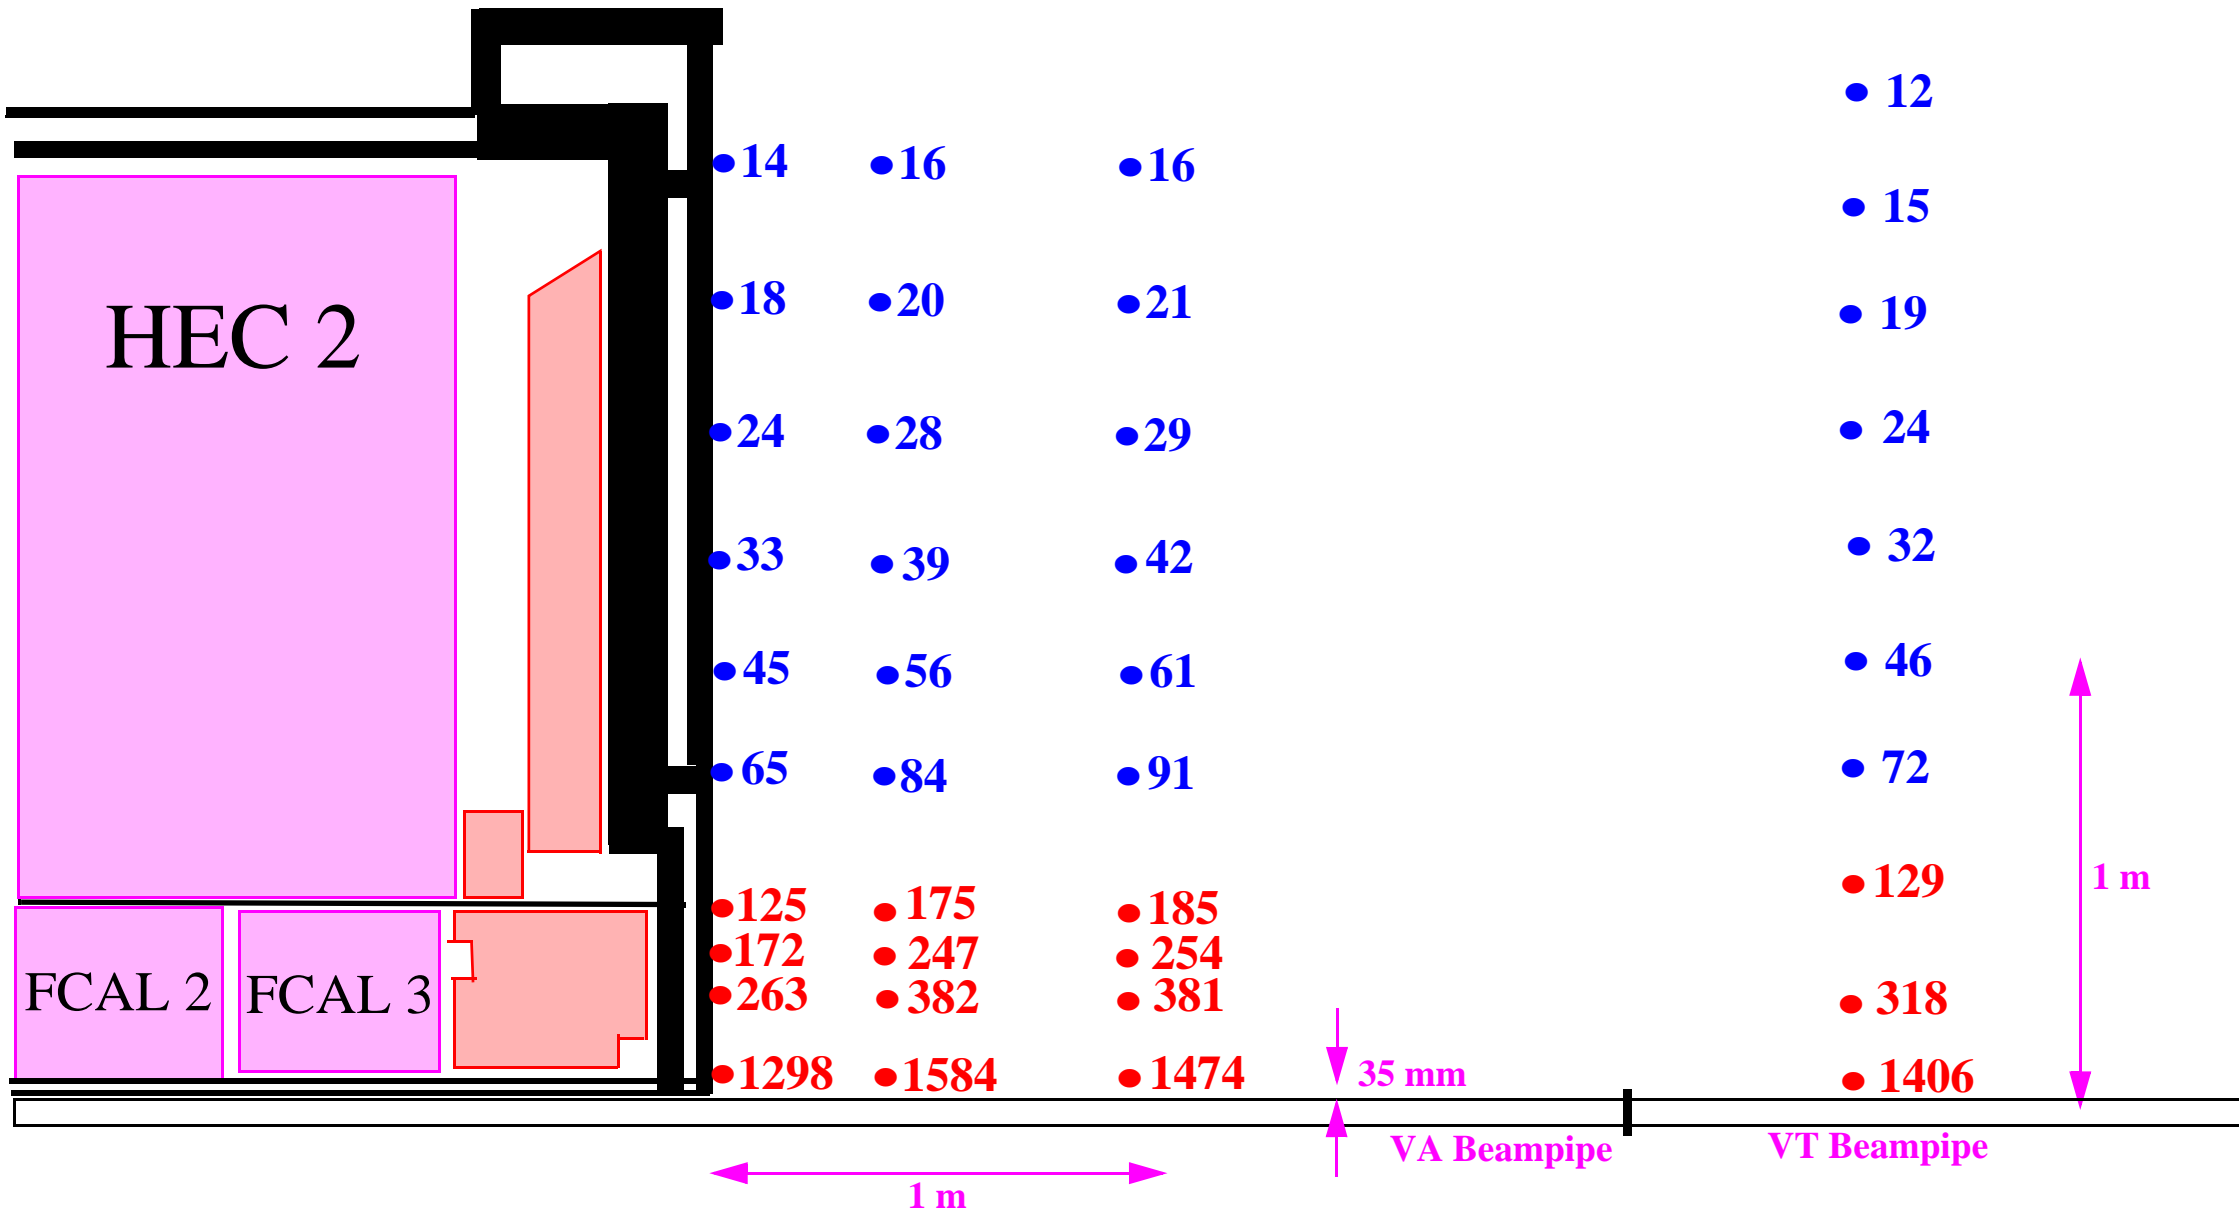 12
14 16 16
15
18 20 21 19
HEC 2
24 28 29 24
33 39 42 32
45 56 61 46
65 84 91 72
125 175 185 129
1 m
172 247 254
FCAL 2 FCAL 3 263 382 381 318
1298 1584 1474 35 mm 1406
VA Beampipe VT Beampipe
1 m